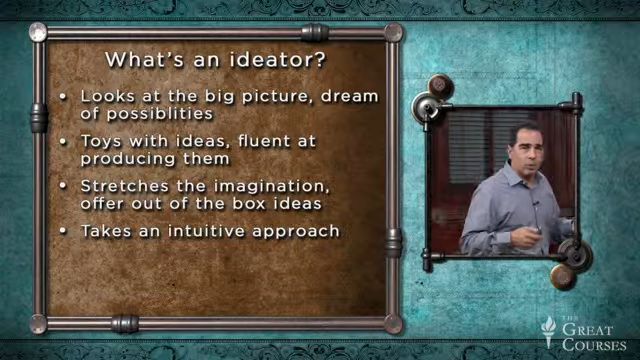 What's an ideator?
• Looks at the big picture, dream
of possiblities
• Toys with ideas, fluent at
producing them
• Stretches the imagination,
offer out of the box ideas
• Takes an intuitive approach
THE
GREAT
COURSES